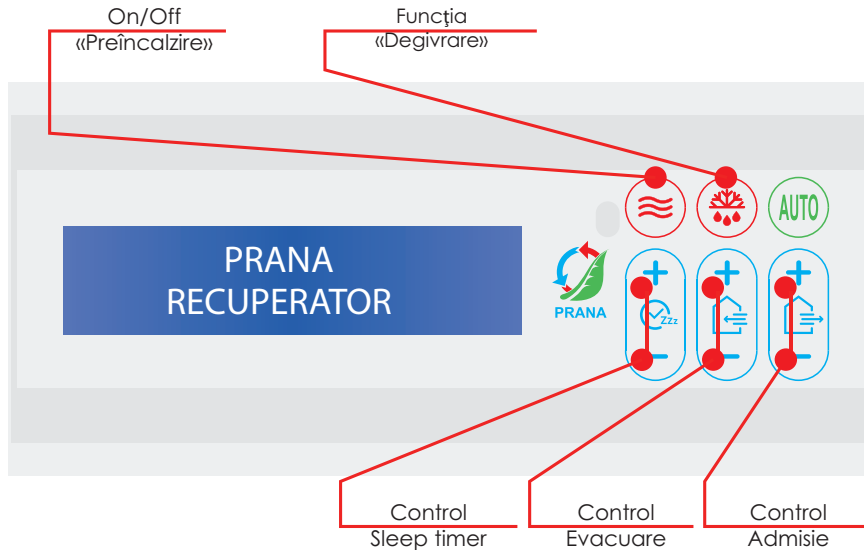 On/Off
«Preîncalzire»
Funcţia
«Degivrare»
AUTO
PRANA
RECUPERATOR
PRANA
Zzz
Control
Sleep timer
Control
Evacuare
Control
Admisie